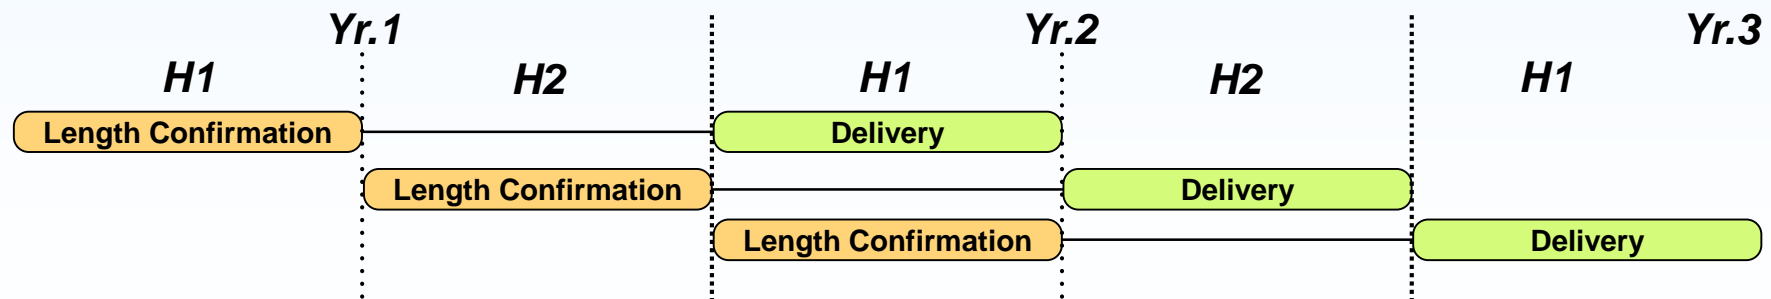 Yr.1 Yr.2 Yr.3
H1 H2 H1 H2 H1
Length Confirmation Delivery
Length Confirmation Delivery
Length Confirmation Delivery